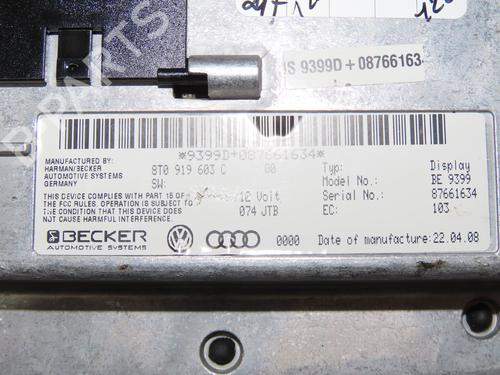 IS 9399D+08766163
B-PARTS
*9399D+087661634*
MANUFACTURED BY:
HARMAN/BECKER
AUTOMOTIVE SYSTEMS
GERMANY
8T0 919 603 C
SW:
12 Volt
074 JTB
Typ: Display
Model No.: BE 9399
Serial No.: 87661634
EC: 103
THIS DEVICE COMPLIES WITH PART 15 OF
THE FCC RULES. OPERATION IS SUBJECT TO
THE CONDITION THAT THIS DEVICE DOES
NOT CAUSE HARMFUL INTERFERENCE
BECKER
AUTOMOTIVE SYSTEMS
0000
Date of manufacture: 22.04.08